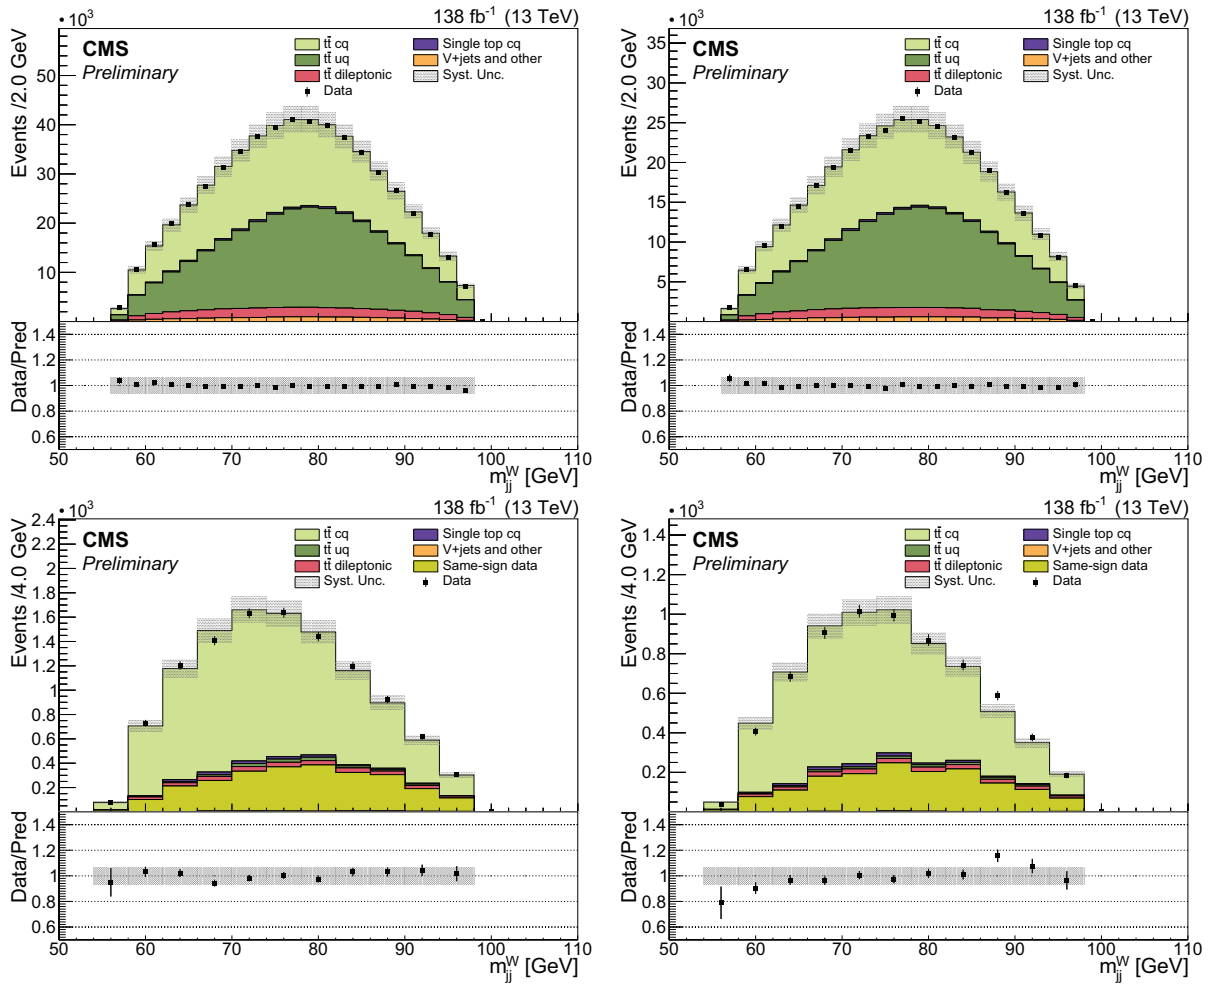 ×10³ 138 fb⁻¹ (13 TeV)
CMS
Preliminary
tt̄ cq Single top cq
tt̄ uq V+jets and other
tt̄ dileptonic Syst. Unc.
Data
Events /2.0 GeV
50
40
30
20
10
Data/Pred
1.4
1.2
1
0.8
0.6
50 60 70 80 90 100 110
m_jj^W [GeV]
×10³ 138 fb⁻¹ (13 TeV)
CMS
Preliminary
tt̄ cq Single top cq
tt̄ uq V+jets and other
tt̄ dileptonic Syst. Unc.
Data
Events /2.0 GeV
35
30
25
20
15
10
5
Data/Pred
1.4
1.2
1
0.8
0.6
50 60 70 80 90 100 110
m_jj^W [GeV]
×10³ 138 fb⁻¹ (13 TeV)
CMS
Preliminary
tt̄ cq Single top cq
tt̄ uq V+jets and other
tt̄ dileptonic Same-sign data
Syst. Unc. Data
Events /4.0 GeV
2.4
2.2
2
1.8
1.6
1.4
1.2
1
0.8
0.6
0.4
0.2
Data/Pred
1.4
1.2
1
0.8
0.6
50 60 70 80 90 100 110
m_jj^W [GeV]
×10³ 138 fb⁻¹ (13 TeV)
CMS
Preliminary
tt̄ cq Single top cq
tt̄ uq V+jets and other
tt̄ dileptonic Same-sign data
Syst. Unc. Data
Events /4.0 GeV
1.4
1.2
1
0.8
0.6
0.4
0.2
Data/Pred
1.4
1.2
1
0.8
0.6
50 60 70 80 90 100 110
m_jj^W [GeV]